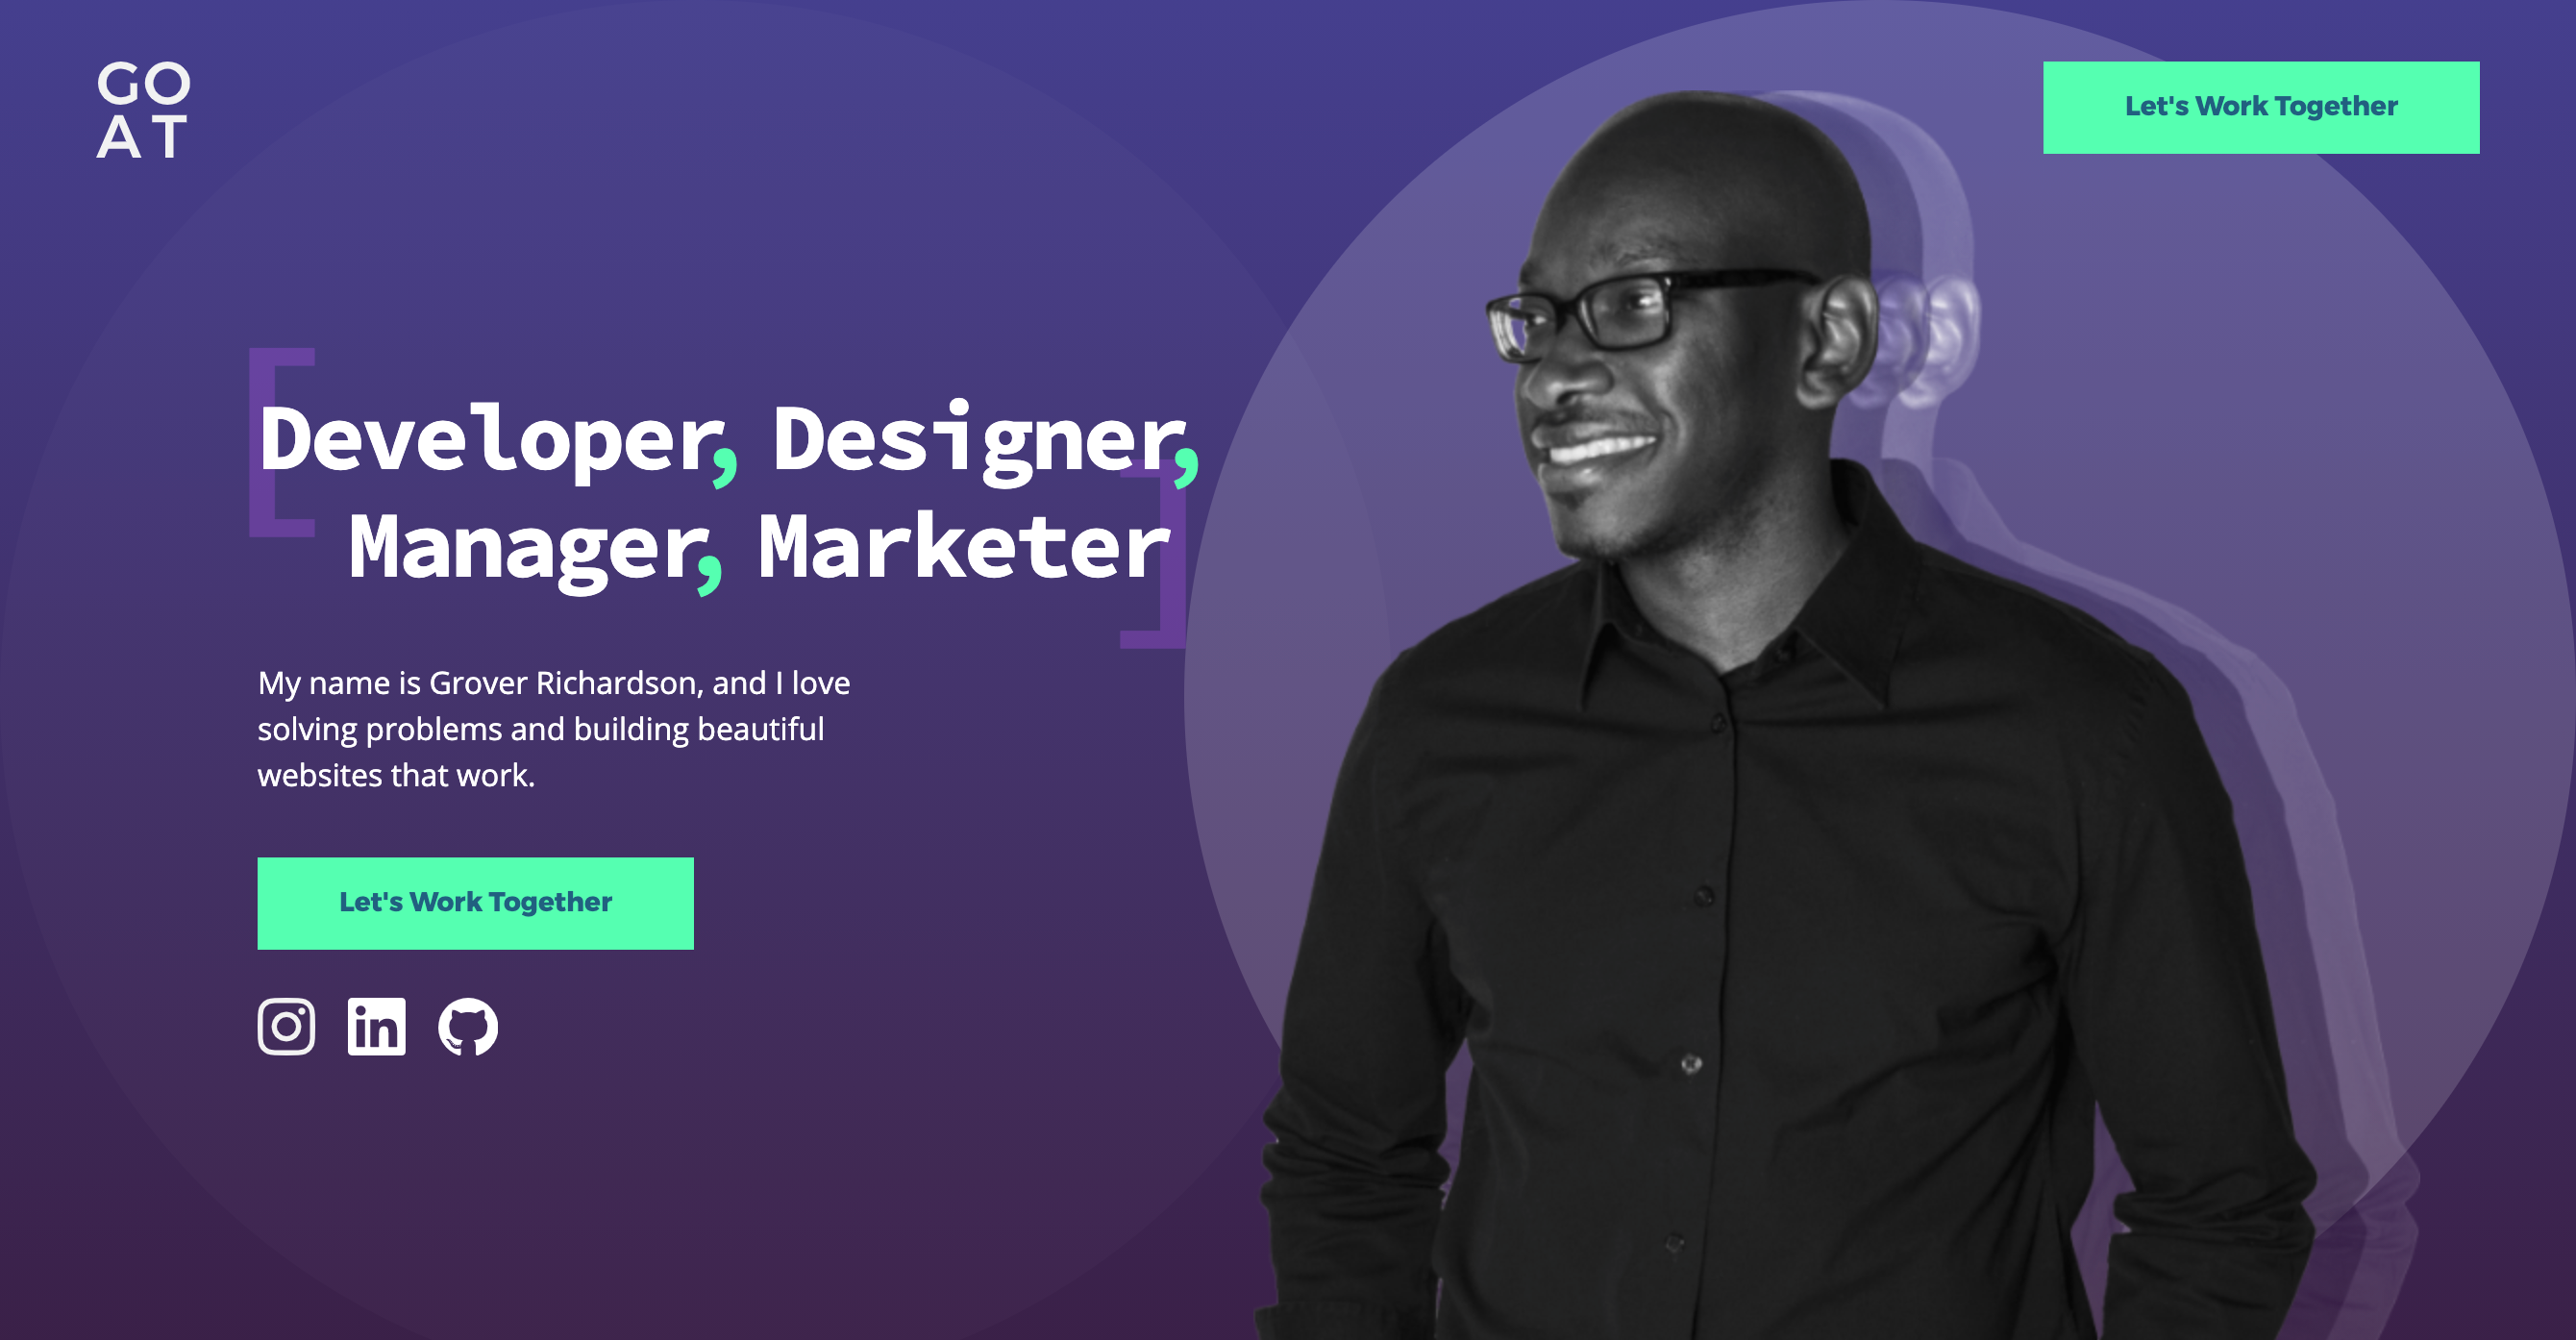 GO
AT
Let's Work Together
[Developer, Designer,
Manager, Marketer]
My name is Grover Richardson, and I love
solving problems and building beautiful
websites that work.
Let's Work Together
in